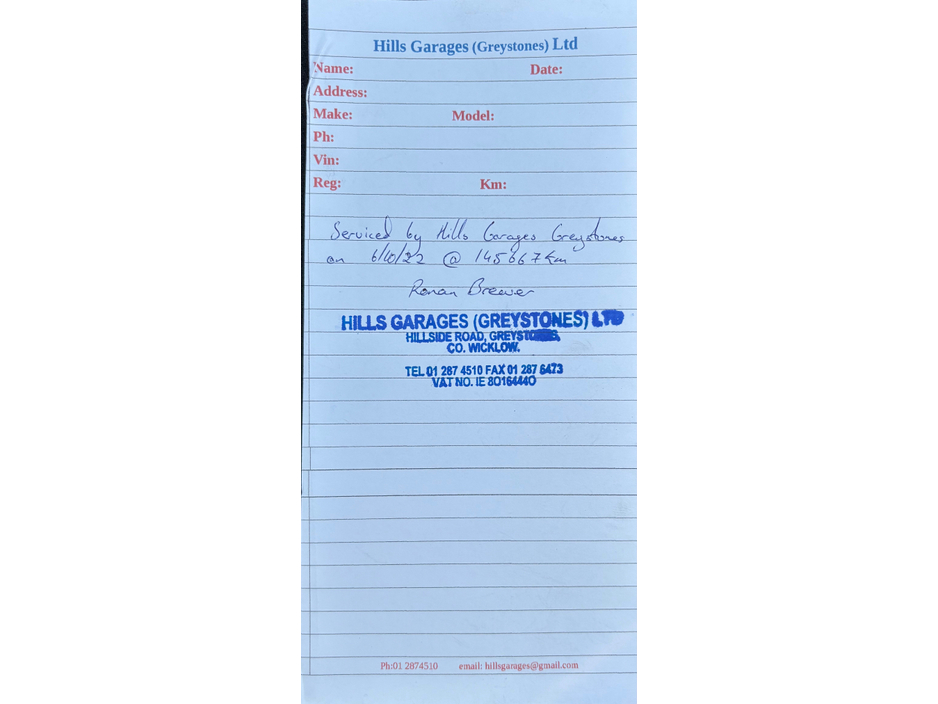 Hills Garages (Greystones) Ltd
Name: Date:
Address:
Make: Model:
Ph:
Vin:
Reg: Km:
Serviced by Hills Garages Greystones
on 6/10/22 @ 145667km
Ronan Brewer
HILLS GARAGES (GREYSTONES) LTD
HILLSIDE ROAD, GREYSTONES,
CO. WICKLOW.
TEL 01 287 4510 FAX 01 287 6473
VAT NO. IE 8016444O
Ph:01 2874510 email: hillsgarages@gmail.com